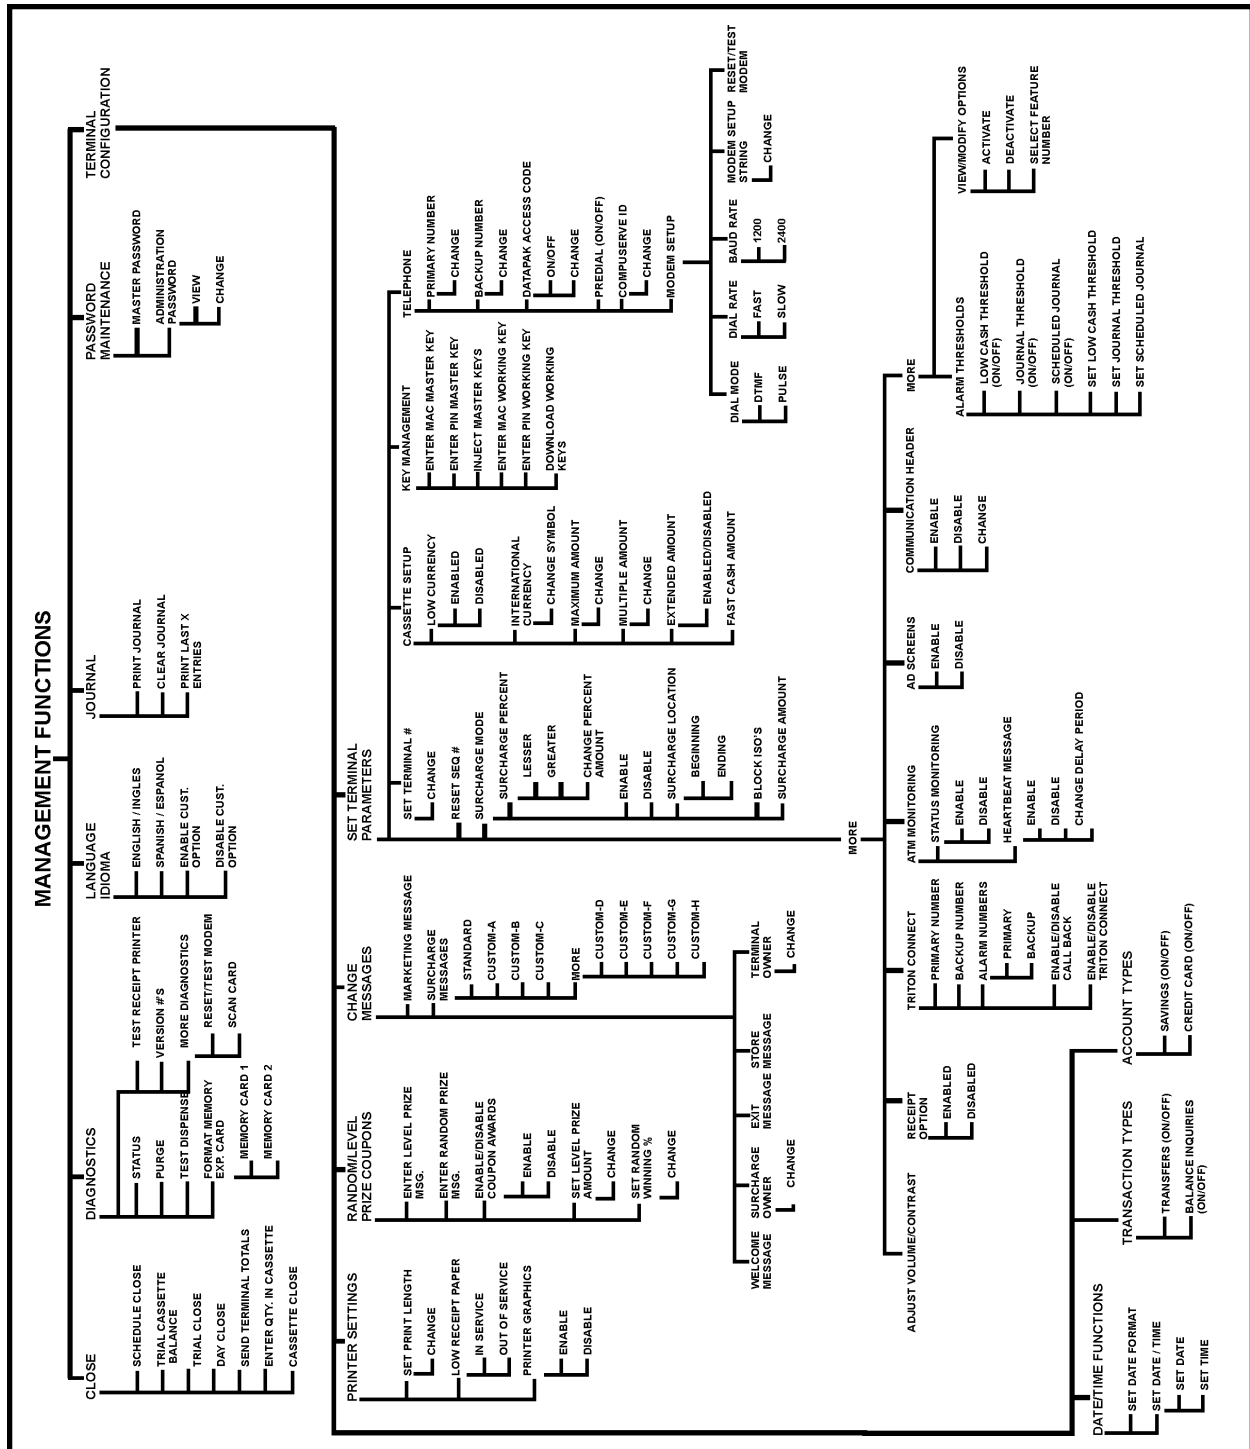 MANAGEMENT FUNCTIONS
CLOSE
SCHEDULE CLOSE
TRIAL CASSETTE
BALANCE
TRIAL CLOSE
DAY CLOSE
SEND TERMINAL TOTALS
ENTER QTY. IN CASSETTE
CASSETTE CLOSE
DIAGNOSTICS
STATUS
PURGE
TEST DISPENSE
FORMAT MEMORY
EXP. CARD
MEMORY CARD 1
MEMORY CARD 2
TEST RECEIPT PRINTER
VERSION #'S
MORE DIAGNOSTICS
RESET/TEST MODEM
SCAN CARD
LANGUAGE
IDIOMA
ENGLISH / INGLES
SPANISH / ESPANOL
ENABLE CUST.
OPTION
DISABLE CUST.
OPTION
JOURNAL
PRINT JOURNAL
CLEAR JOURNAL
PRINT LAST X
ENTRIES
PASSWORD
MAINTENANCE
MASTER PASSWORD
ADMINISTRATION
PASSWORD
VIEW
CHANGE
TERMINAL
CONFIGURATION
PRINTER SETTINGS
SET PRINT LENGTH
CHANGE
LOW RECEIPT PAPER
IN SERVICE
OUT OF SERVICE
PRINTER GRAPHICS
ENABLE
DISABLE
RANDOM/LEVEL
PRIZE COUPONS
ENTER LEVEL PRIZE
MSG.
ENTER RANDOM PRIZE
MSG.
ENABLE/DISABLE
COUPON AWARDS
ENABLE
DISABLE
SET LEVEL PRIZE
AMOUNT
CHANGE
SET RANDOM
WINNING %
CHANGE
CHANGE
MESSAGES
MARKETING MESSAGE
SURCHARGE
MESSAGES
STANDARD
CUSTOM-A
CUSTOM-B
CUSTOM-C
MORE
CUSTOM-D
CUSTOM-E
CUSTOM-F
CUSTOM-G
CUSTOM-H
WELCOME
MESSAGE
SURCHARGE
OWNER
CHANGE
EXIT
MESSAGE
STORE
MESSAGE
TERMINAL
OWNER
CHANGE
SET TERMINAL
PARAMETERS
SET TERMINAL #
CHANGE
RESET SEQ #
SURCHARGE MODE
SURCHARGE PERCENT
LESSER
GREATER
CHANGE PERCENT
AMOUNT
ENABLE
DISABLE
SURCHARGE LOCATION
BEGINNING
ENDING
BLOCK ISO'S
SURCHARGE AMOUNT
CASSETTE SETUP
LOW CURRENCY
ENABLED
DISABLED
INTERNATIONAL
CURRENCY
CHANGE SYMBOL
MAXIMUM AMOUNT
CHANGE
MULTIPLE AMOUNT
CHANGE
EXTENDED AMOUNT
ENABLED/DISABLED
FAST CASH AMOUNT
KEY MANAGEMENT
ENTER MAC MASTER KEY
ENTER PIN MASTER KEY
INJECT MASTER KEYS
ENTER MAC WORKING KEY
ENTER PIN WORKING KEY
DOWNLOAD WORKING
KEYS
TELEPHONE
PRIMARY NUMBER
CHANGE
BACKUP NUMBER
CHANGE
DATAPAK ACCESS CODE
ON/OFF
CHANGE
PREDIAL (ON/OFF)
COMPUSERVE ID
CHANGE
MODEM SETUP
DIAL MODE
DTMF
PULSE
DIAL RATE
FAST
SLOW
BAUD RATE
1200
2400
MODEM SETUP
STRING
CHANGE
RESET/TEST
MODEM
MORE
ADJUST VOLUME/CONTRAST
RECEIPT
OPTION
ENABLED
DISABLED
TRITON CONNECT
PRIMARY NUMBER
BACKUP NUMBER
ALARM NUMBERS
PRIMARY
BACKUP
ENABLE/DISABLE
CALL BACK
ENABLE/DISABLE
TRITON CONNECT
ATM MONITORING
STATUS MONITORING
ENABLE
DISABLE
HEARTBEAT MESSAGE
ENABLE
DISABLE
CHANGE DELAY PERIOD
AD SCREENS
ENABLE
DISABLE
COMMUNICATION HEADER
ENABLE
DISABLE
CHANGE
MORE
ALARM THRESHOLDS
LOW CASH THRESHOLD
(ON/OFF)
JOURNAL THRESHOLD
(ON/OFF)
SCHEDULED JOURNAL
(ON/OFF)
SET LOW CASH THRESHOLD
SET JOURNAL THRESHOLD
SET SCHEDULED JOURNAL
VIEW/MODIFY OPTIONS
ACTIVATE
DEACTIVATE
SELECT FEATURE
NUMBER
DATE/TIME FUNCTIONS
SET DATE FORMAT
SET DATE / TIME
SET DATE
SET TIME
TRANSACTION TYPES
TRANSFERS (ON/OFF)
BALANCE INQUIRIES
(ON/OFF)
ACCOUNT TYPES
SAVINGS (ON/OFF)
CREDIT CARD (ON/OFF)